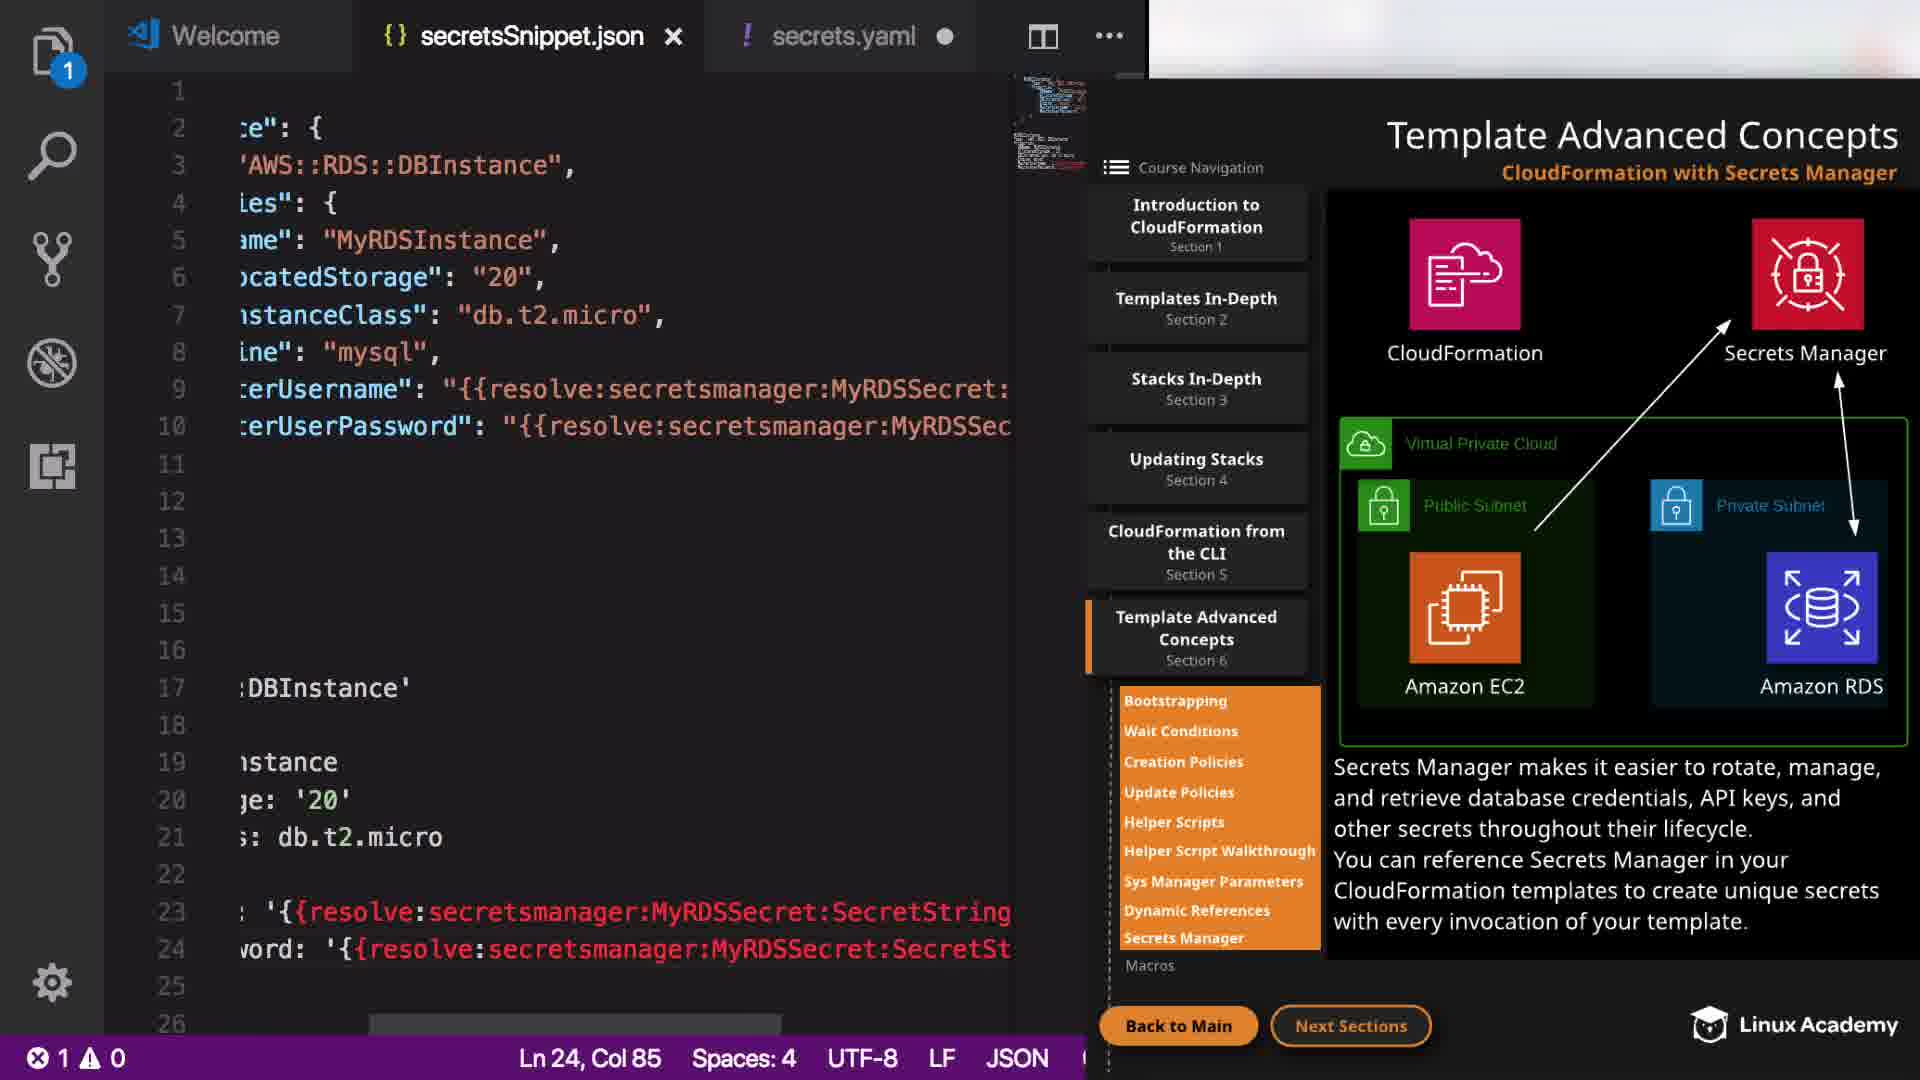 Welcome
{} secretsSnippet.json ×
! secrets.yaml ●
1
1
2 ce": {
3 "AWS::RDS::DBInstance",
4 ies": {
5 ame": "MyRDSInstance",
6 ocatedStorage": "20",
7 nstanceClass": "db.t2.micro",
8 ine": "mysql",
9 terUsername": "{{resolve:secretsmanager:MyRDSSecret:
10 terUserPassword": "{{resolve:secretsmanager:MyRDSSec
11
12
13
14
15
16
17 :DBInstance'
18
19 nstance
20 ge: '20'
21 s: db.t2.micro
22
23 : '{{resolve:secretsmanager:MyRDSSecret:SecretString
24 word: '{{resolve:secretsmanager:MyRDSSecret:SecretSt
25
26
1 0
Ln 24, Col 85 Spaces: 4 UTF-8 LF JSON
Template Advanced Concepts
CloudFormation with Secrets Manager
Course Navigation
Introduction to
CloudFormation
Section 1
Templates In-Depth
Section 2
Stacks In-Depth
Section 3
Updating Stacks
Section 4
CloudFormation from
the CLI
Section 5
Template Advanced
Concepts
Section 6
Bootstrapping
Wait Conditions
Creation Policies
Update Policies
Helper Scripts
Helper Script Walkthrough
Sys Manager Parameters
Dynamic References
Secrets Manager
Macros
Back to Main
Next Sections
CloudFormation
Secrets Manager
Virtual Private Cloud
Public Subnet
Private Subnet
Amazon EC2
Amazon RDS
Secrets Manager makes it easier to rotate, manage,
and retrieve database credentials, API keys, and
other secrets throughout their lifecycle.
You can reference Secrets Manager in your
CloudFormation templates to create unique secrets
with every invocation of your template.
Linux Academy